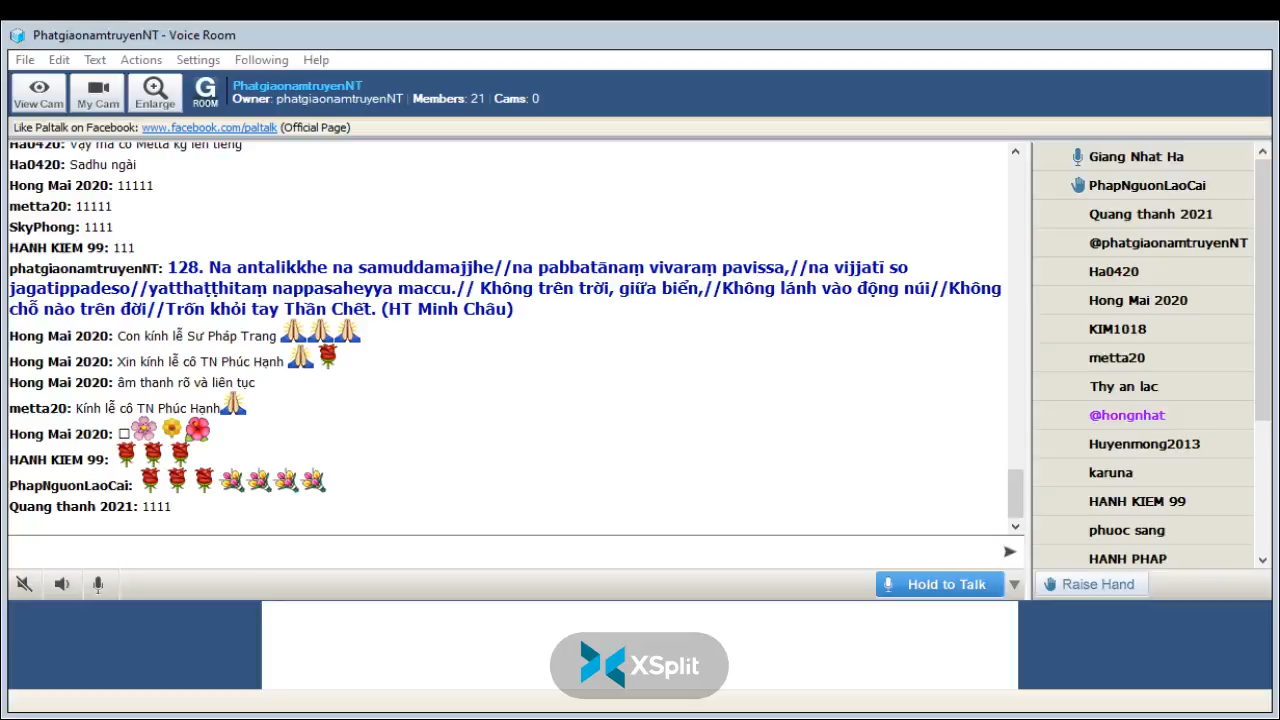 PhatgiaonamtruyenNT - Voice Room
File Edit Text Actions Settings Following Help
View Cam My Cam Enlarge G ROOM
PhatgiaonamtruyenNT
Owner: phatgiaonamtruyenNT | Members: 21 | Cams: 0
Like Paltalk on Facebook: www.facebook.com/paltalk (Official Page)
Ha0420: Vậy mà cô Metta kg lên tiếng
Ha0420: Sadhu ngài
Hong Mai 2020: 11111
metta20: 11111
SkyPhong: 1111
HANH KIEM 99: 111
phatgiaonamtruyenNT: 128. Na antalikkhe na samuddamajjhe//na pabbatānaṃ vivaraṃ pavissa,//na vijjatī so
jagatippadeso//yatthaṭṭhitaṃ nappasaheyya maccu.// Không trên trời, giữa biển,//Không lánh vào động núi//Không
chỗ nào trên đời//Trốn khỏi tay Thần Chết. (HT Minh Châu)
Hong Mai 2020: Con kính lễ Sư Pháp Trang
Hong Mai 2020: Xin kính lễ cô TN Phúc Hạnh
Hong Mai 2020: âm thanh rõ và liên tục
metta20: Kính lễ cô TN Phúc Hạnh
Hong Mai 2020:
HANH KIEM 99:
PhapNguonLaoCai:
Quang thanh 2021: 1111
Giang Nhat Ha
PhapNguonLaoCai
Quang thanh 2021
@phatgiaonamtruyenNT
Ha0420
Hong Mai 2020
KIM1018
metta20
Thy an lac
@hongnhat
Huyenmong2013
karuna
HANH KIEM 99
phuoc sang
HANH PHAP
Hold to Talk
Raise Hand
XSplit